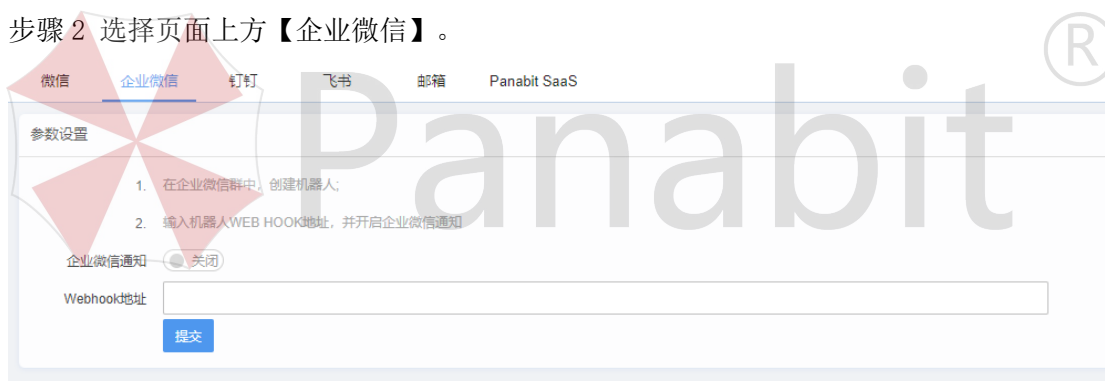 步骤 2 选择页面上方【企业微信】。
微信 企业微信 钉钉 飞书 邮箱 Panabit SaaS
参数设置
1. 在企业微信群中，创建机器人;
2. 输入机器人WEB HOOK地址，并开启企业微信通知
企业微信通知 关闭
Webhook地址
提交
Panabit®